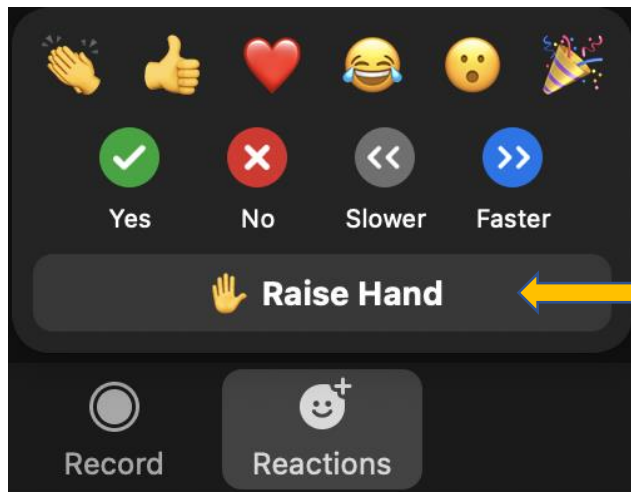 Yes No Slower Faster
Raise Hand
Record Reactions